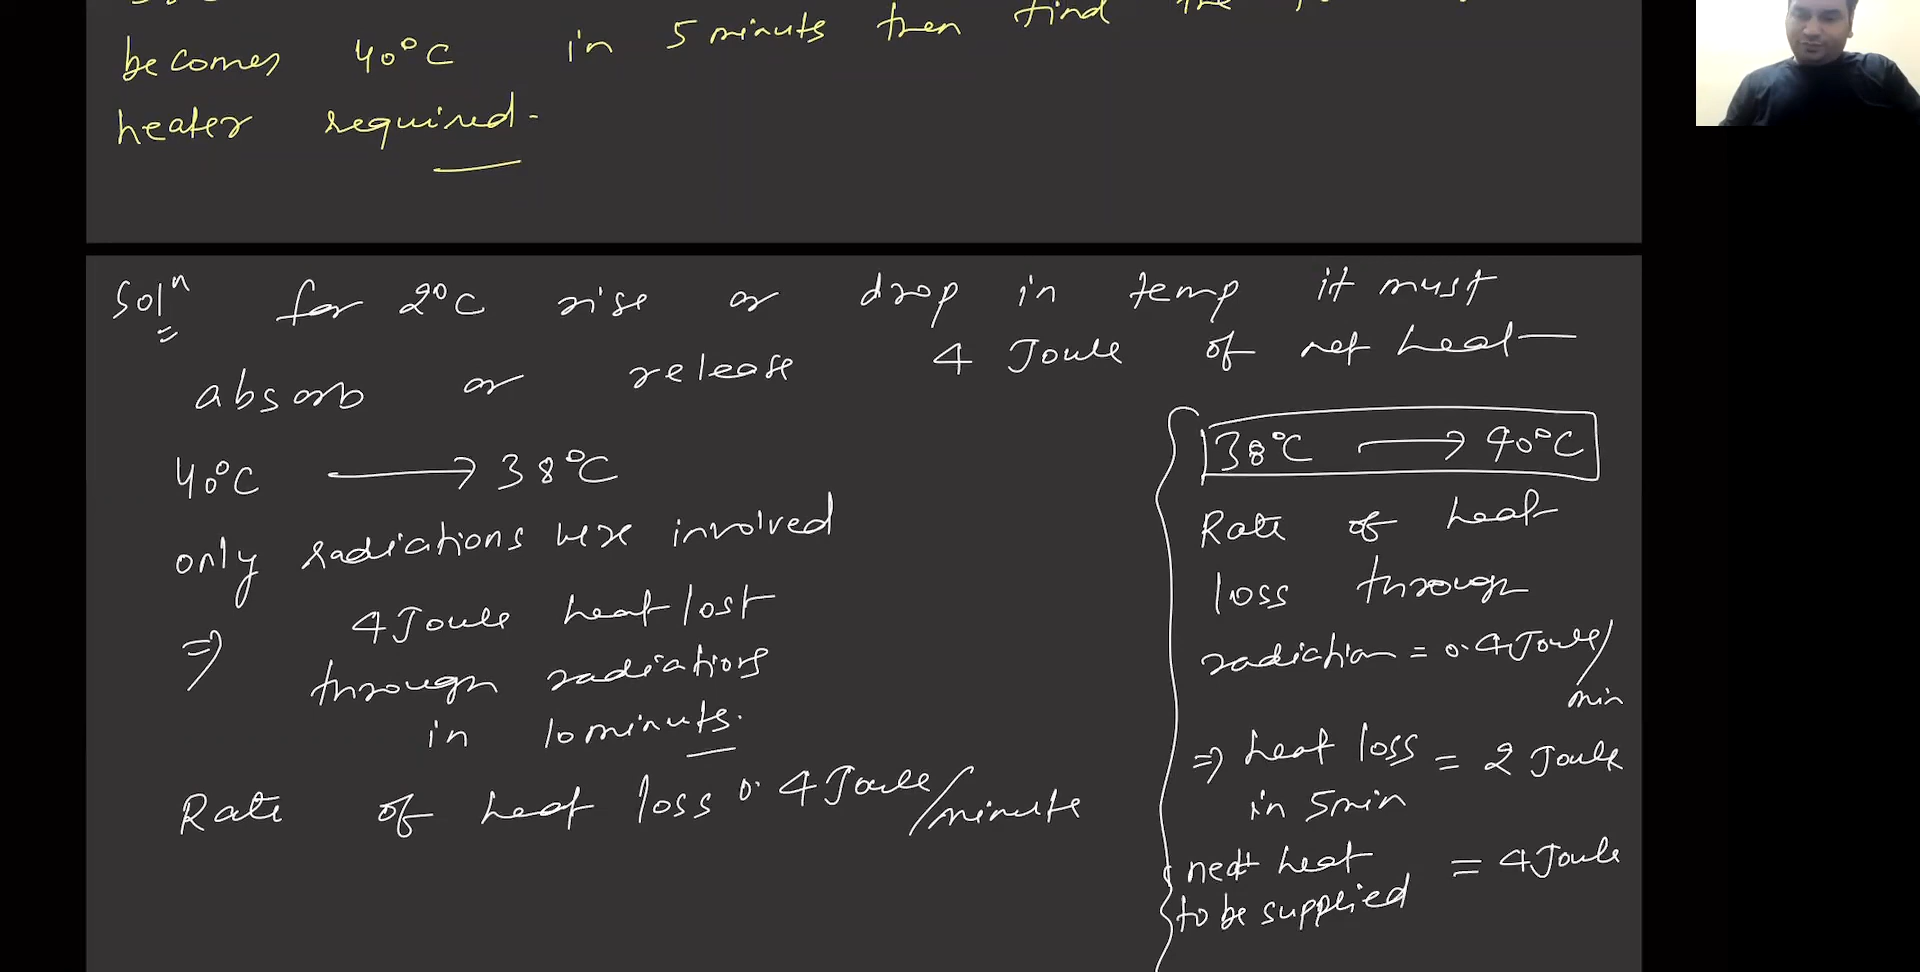 becomes 40°C in 5 minuts then find the
heater required.
Solⁿ for 2°C rise or drop in temp it must
absorb or release 4 Joule of net heat
40°C → 38°C
only radiations were involved
⇒ 4 Joule heat lost
through radiations
in 10 minuts.
Rate of heat loss 0.4 Joule/minute
38°C → 40°C
Rate of heat
loss through
radiation = 0.4 Joule/
min
⇒ heat loss = 2 Joule
in 5 min
net heat = 4 Joule
to be supplied